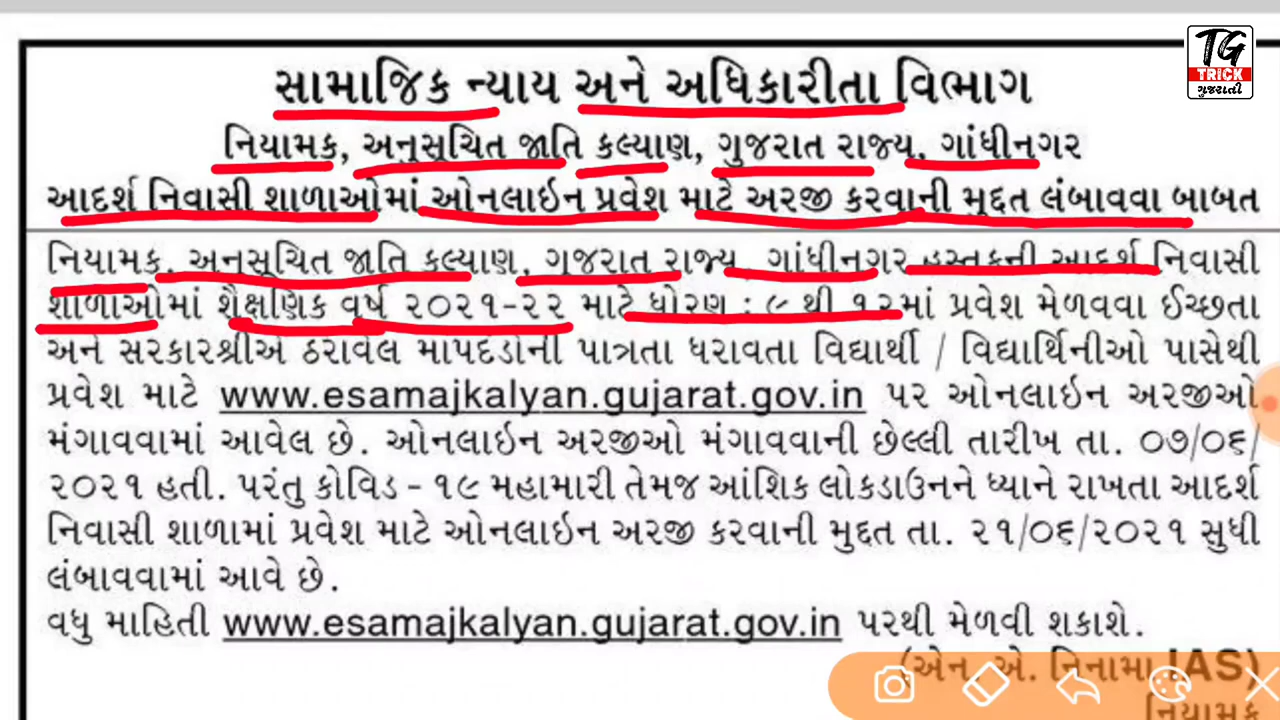 TG
TRICK
ગુજરાતી
સામાજિક ન્યાય અને અધિકારીતા વિભાગ
નિયામક, અનુસૂચિત જાતિ કલ્યાણ, ગુજરાત રાજ્ય, ગાંધીનગર
આદર્શ નિવાસી શાળાઓમાં ઓનલાઇન પ્રવેશ માટે અરજી કરવાની મુદ્દત લંબાવવા બાબત
નિયામક, અનુસૂચિત જાતિ કલ્યાણ, ગુજરાત રાજ્ય, ગાંધીનગર હસ્તકની આદર્શ નિવાસી
શાળાઓમાં શૈક્ષણિક વર્ષ ૨૦૨૧-૨૨ માટે ધોરણ : ૯ થી ૧૨માં પ્રવેશ મેળવવા ઈચ્છતા
અને સરકારશ્રીએ ઠરાવેલ માપદંડોની પાત્રતા ધરાવતા વિદ્યાર્થી / વિદ્યાર્થિનીઓ પાસેથી
પ્રવેશ માટે www.esamajkalyan.gujarat.gov.in પર ઓનલાઇન અરજીઓ
મંગાવવામાં આવેલ છે. ઓનલાઇન અરજીઓ મંગાવવાની છેલ્લી તારીખ તા. ૦૭/૦૬/
૨૦૨૧ હતી. પરંતુ કોવિડ - ૧૯ મહામારી તેમજ આંશિક લોકડાઉનને ધ્યાને રાખતા આદર્શ
નિવાસી શાળામાં પ્રવેશ માટે ઓનલાઇન અરજી કરવાની મુદ્દત તા. ૨૧/૦૬/૨૦૨૧ સુધી
લંબાવવામાં આવે છે.
વધુ માહિતી www.esamajkalyan.gujarat.gov.in પરથી મેળવી શકાશે.
(એન. એ. નિનામા IAS)
નિયામક